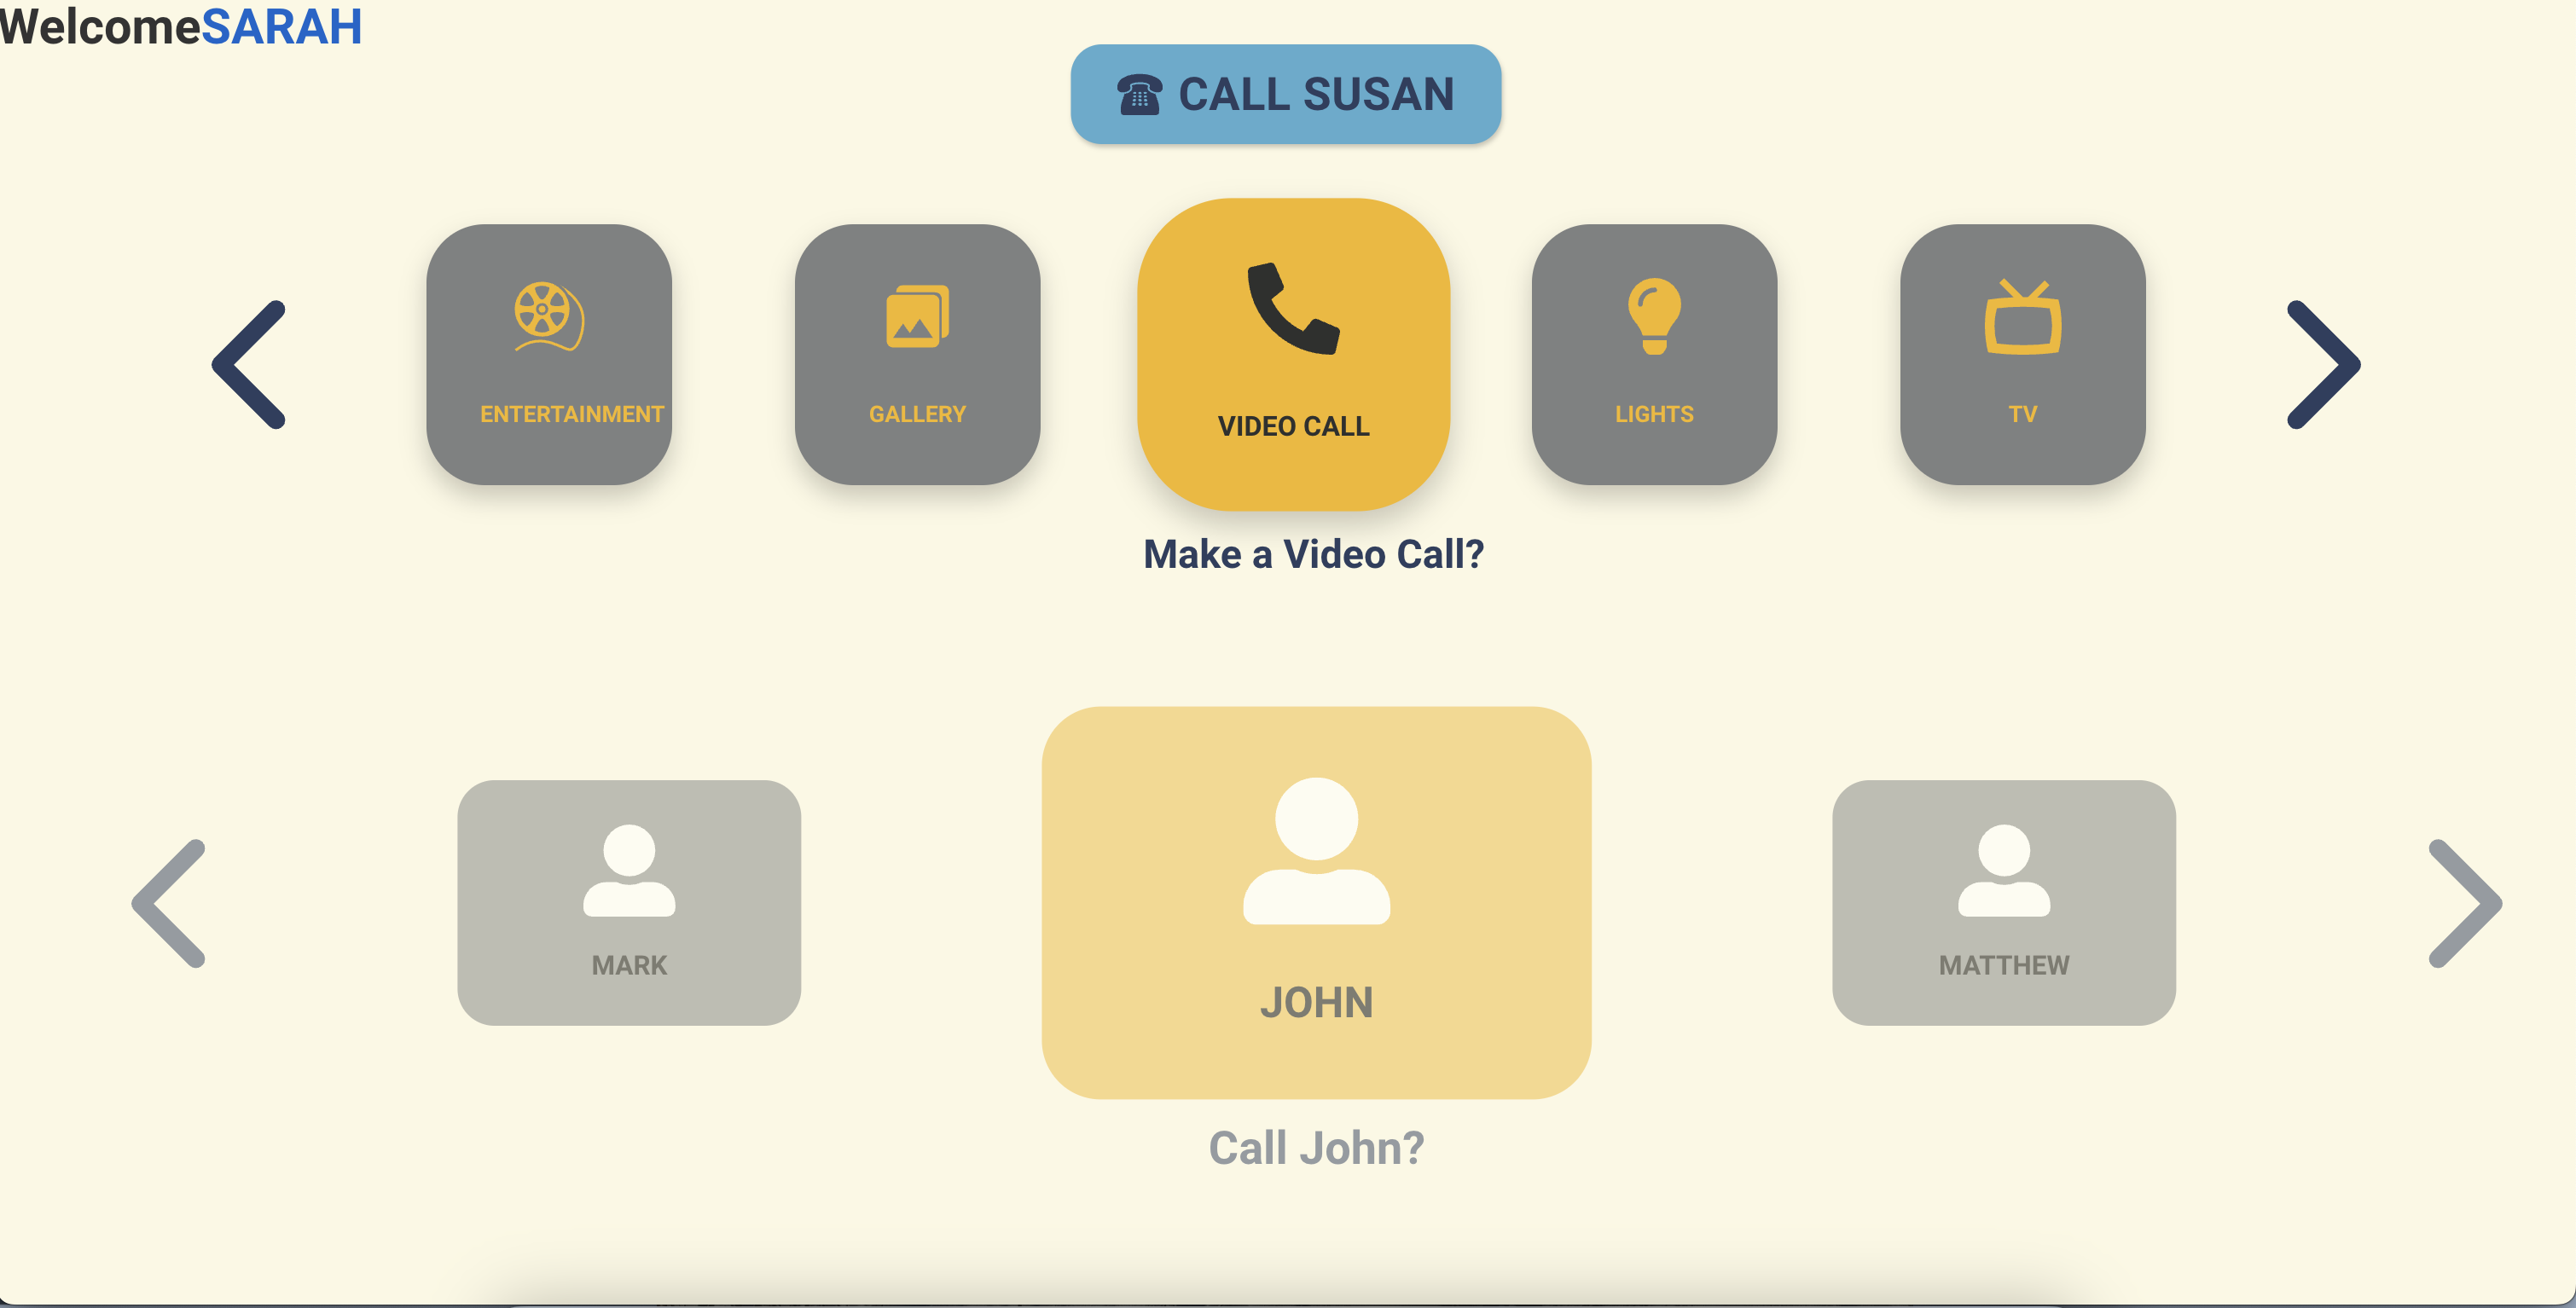 WelcomeSARAH
CALL SUSAN
ENTERTAINMENT
GALLERY
VIDEO CALL
LIGHTS
TV
Make a Video Call?
MARK
JOHN
MATTHEW
Call John?